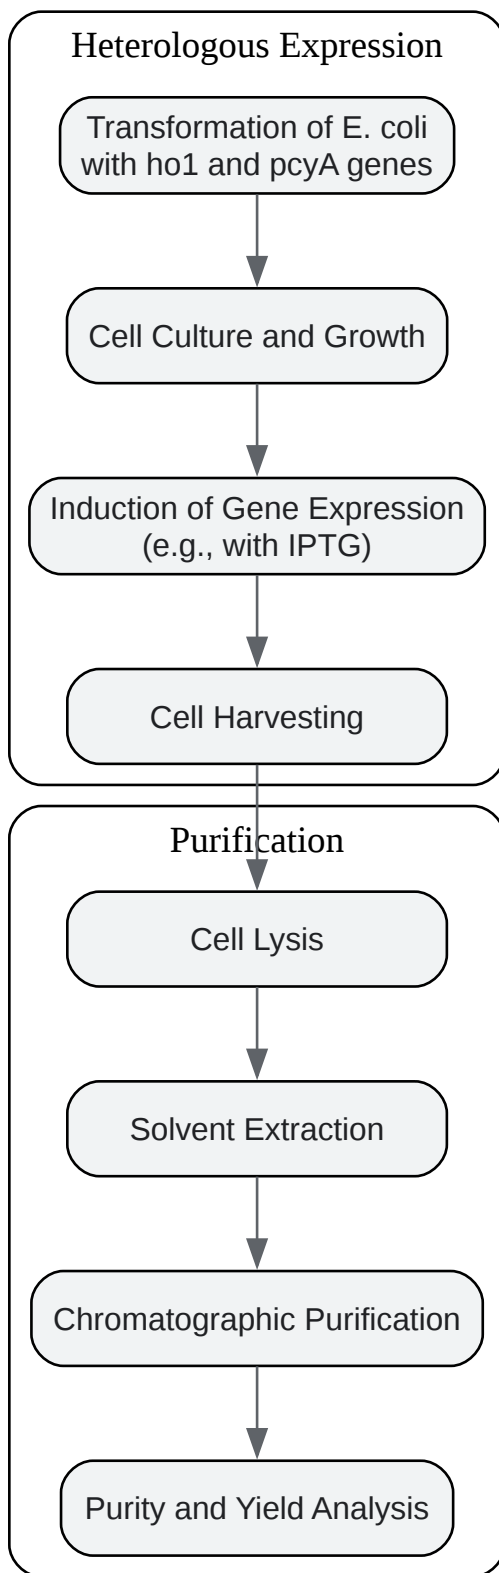 Heterologous Expression
Transformation of E. coli
with ho1 and pcyA genes
Cell Culture and Growth
Induction of Gene Expression
(e.g., with IPTG)
Cell Harvesting
Purification
Cell Lysis
Solvent Extraction
Chromatographic Purification
Purity and Yield Analysis